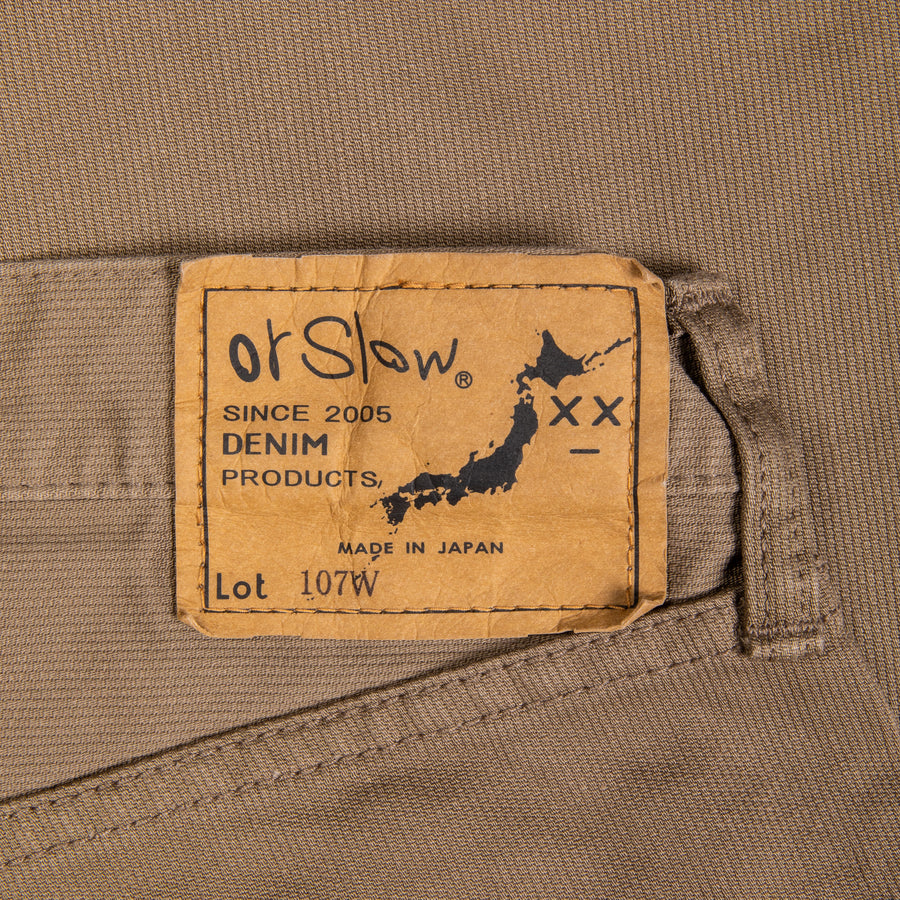 orSlow®
SINCE 2005
DENIM
PRODUCTS,
XX
MADE IN JAPAN
Lot 107W